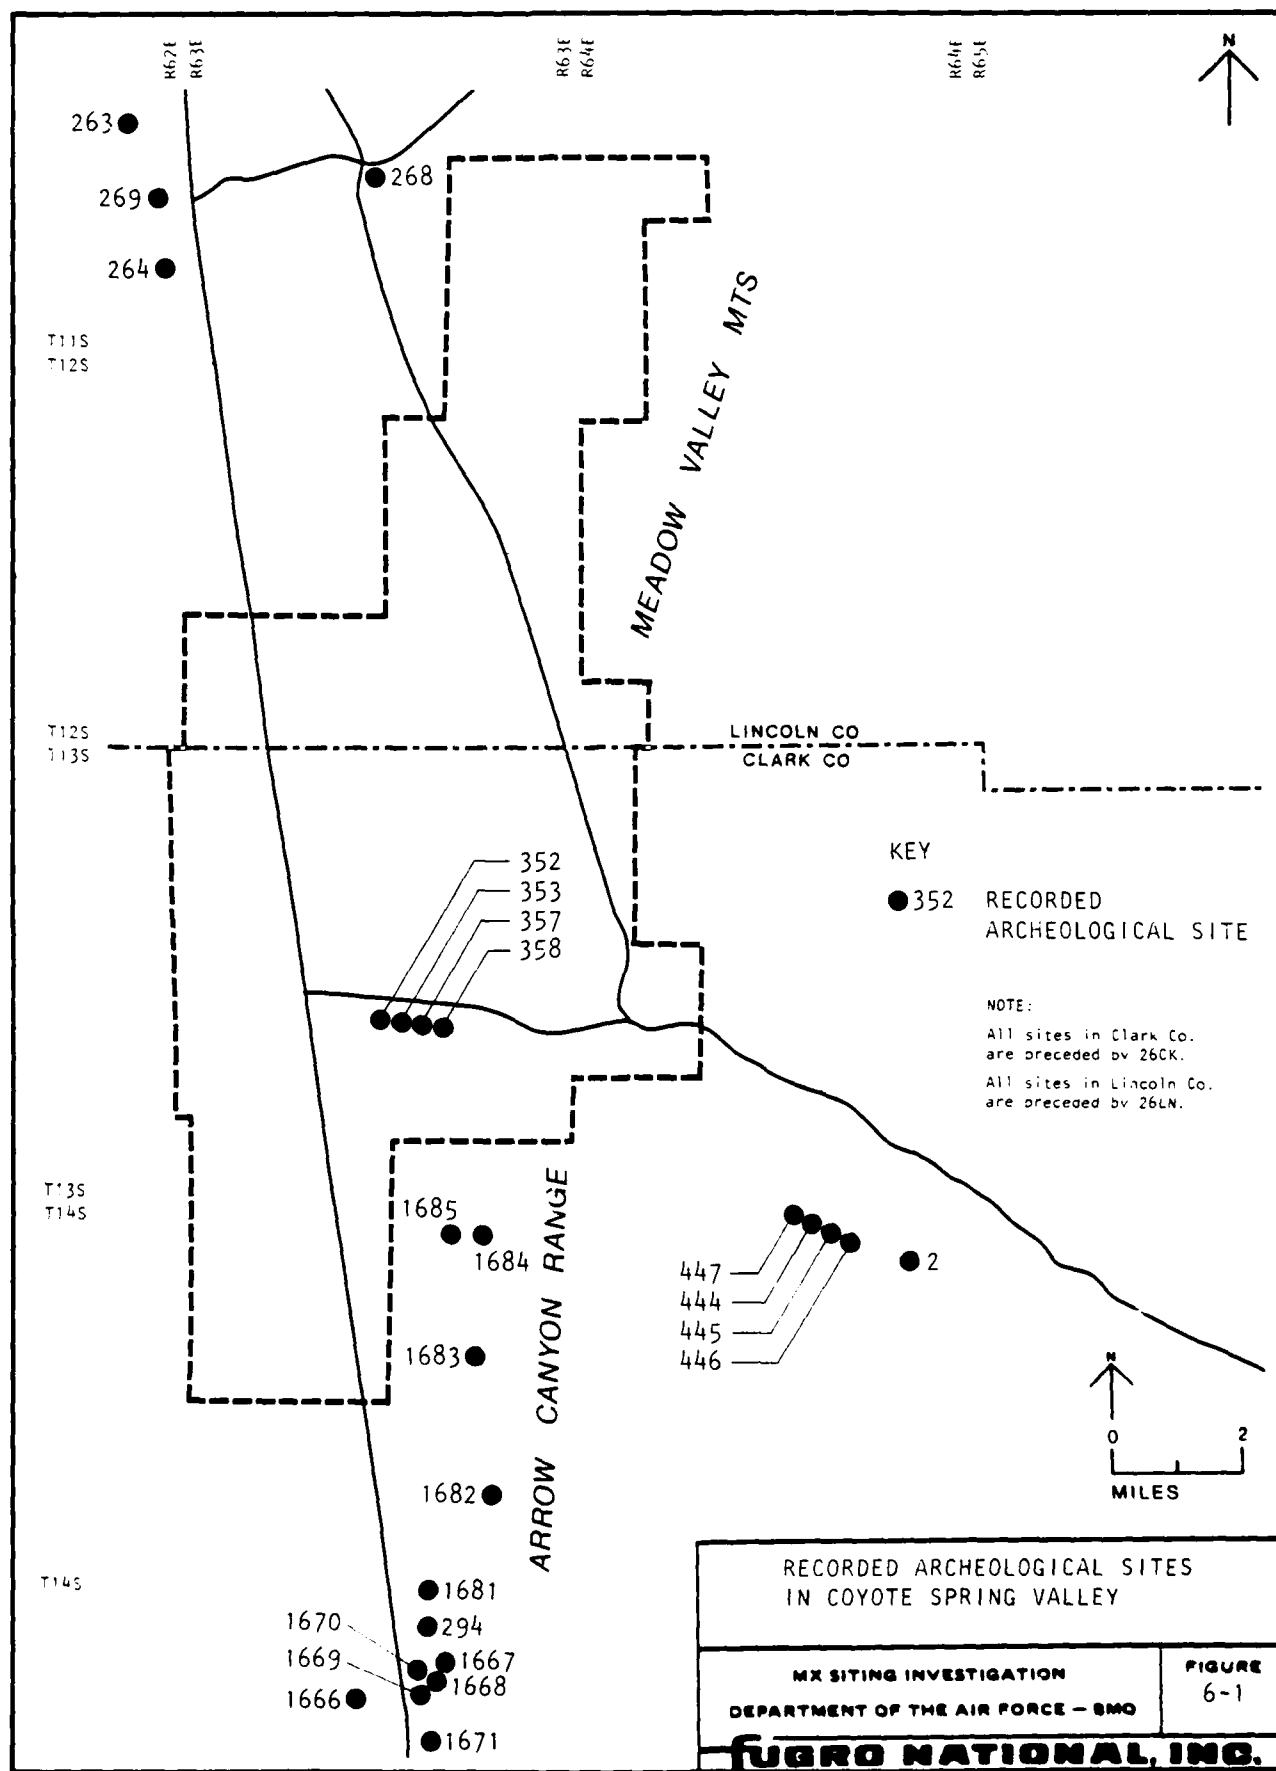 R62E
R63E
R63E
R64E
R64E
R65E
N
263
268
269
264
T11S
T12S
MEADOW VALLEY MTS
T12S
T13S
LINCOLN CO
CLARK CO
352
353
357
358
KEY
352 RECORDED
ARCHEOLOGICAL SITE
NOTE:
All sites in Clark Co.
are preceded by 26CK.
All sites in Lincoln Co.
are preceded by 26LN.
T13S
T14S
1685
1684
ARROW CANYON RANGE
447
444
445
446
2
1683
N
0 2
MILES
1682
T14S
1681
294
1670
1669
1666
1667
1668
1671
RECORDED ARCHEOLOGICAL SITES
IN COYOTE SPRING VALLEY
MX SITING INVESTIGATION
DEPARTMENT OF THE AIR FORCE – BMO
FIGURE
6-1
fUGRO NATIONAL, INC.